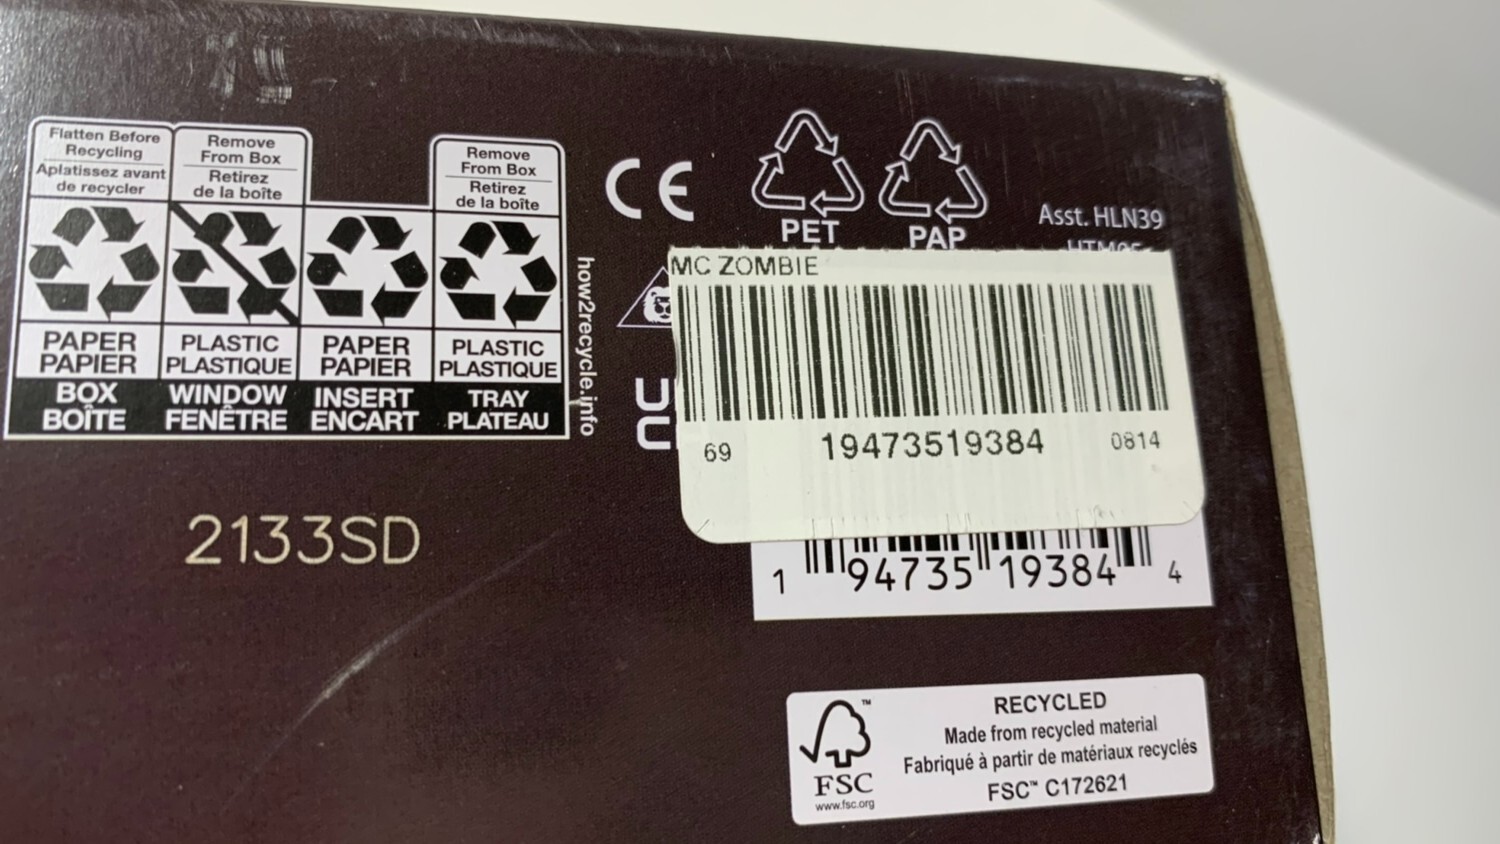 Flatten Before
Recycling
Aplatissez avant
de recycler
Remove
From Box
Retirez
de la boîte
Remove
From Box
Retirez
de la boîte
PAPER
PAPIER
BOX
BOÎTE
PLASTIC
PLASTIQUE
WINDOW
FENÊTRE
PAPER
PAPIER
INSERT
ENCART
PLASTIC
PLASTIQUE
TRAY
PLATEAU
how2recycle.info
CE
PET
PAP
Asst. HLN39
MC ZOMBIE
69 19473519384 0814
1 94735 19384 4
2133SD
FSC™
www.fsc.org
RECYCLED
Made from recycled material
Fabriqué à partir de matériaux recyclés
FSC™ C172621